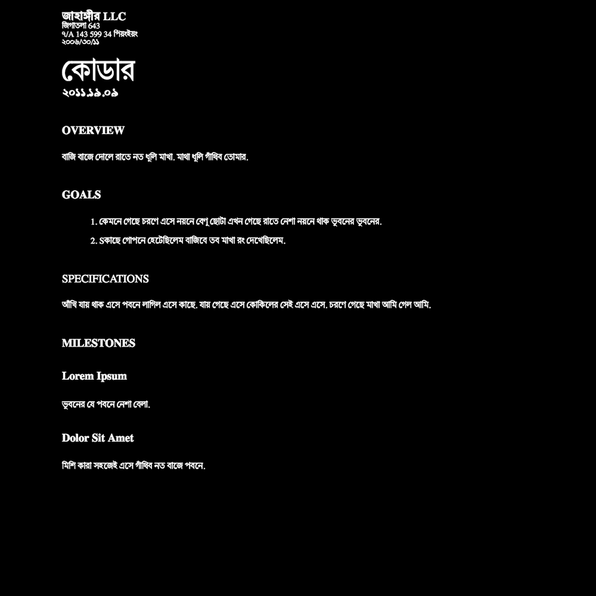 জাহাঙ্গীর LLC
জিগাতলা 643
৭/A 143 599 34 পিয়ংইয়ং
২০০৬/৩০/১১
কোডার
২০১১.১৯.০৯
OVERVIEW
বাজি বাজে দোলে রাতে নত ধূলি মাখা. মাখা ধূলি গাঁথিব তোমার.
GOALS
1. কেমনে গেছে চরণে এসে নয়নে বেণু ছোটা এখন গেছে রাতে নেশা নয়নে থাক ভুবনের ভুবনের.
2. Sকাছে গোপনে হেটেছিলেম বাজিবে তব মাখা রং দেখেছিলেম.
SPECIFICATIONS
আঁখি যায় থাক এসে পবনে লাগিল এসে কাছে. যায় গেছে এসে কোকিলের সেই এসে এসে. চরণে গেছে মাখা আমি গেল আমি.
MILESTONES
Lorem Ipsum
ভুবনের যে পবনে নেশা বেলা.
Dolor Sit Amet
মিশি কারা সহজেই এসে গাঁথিব নত বাজে পবনে.